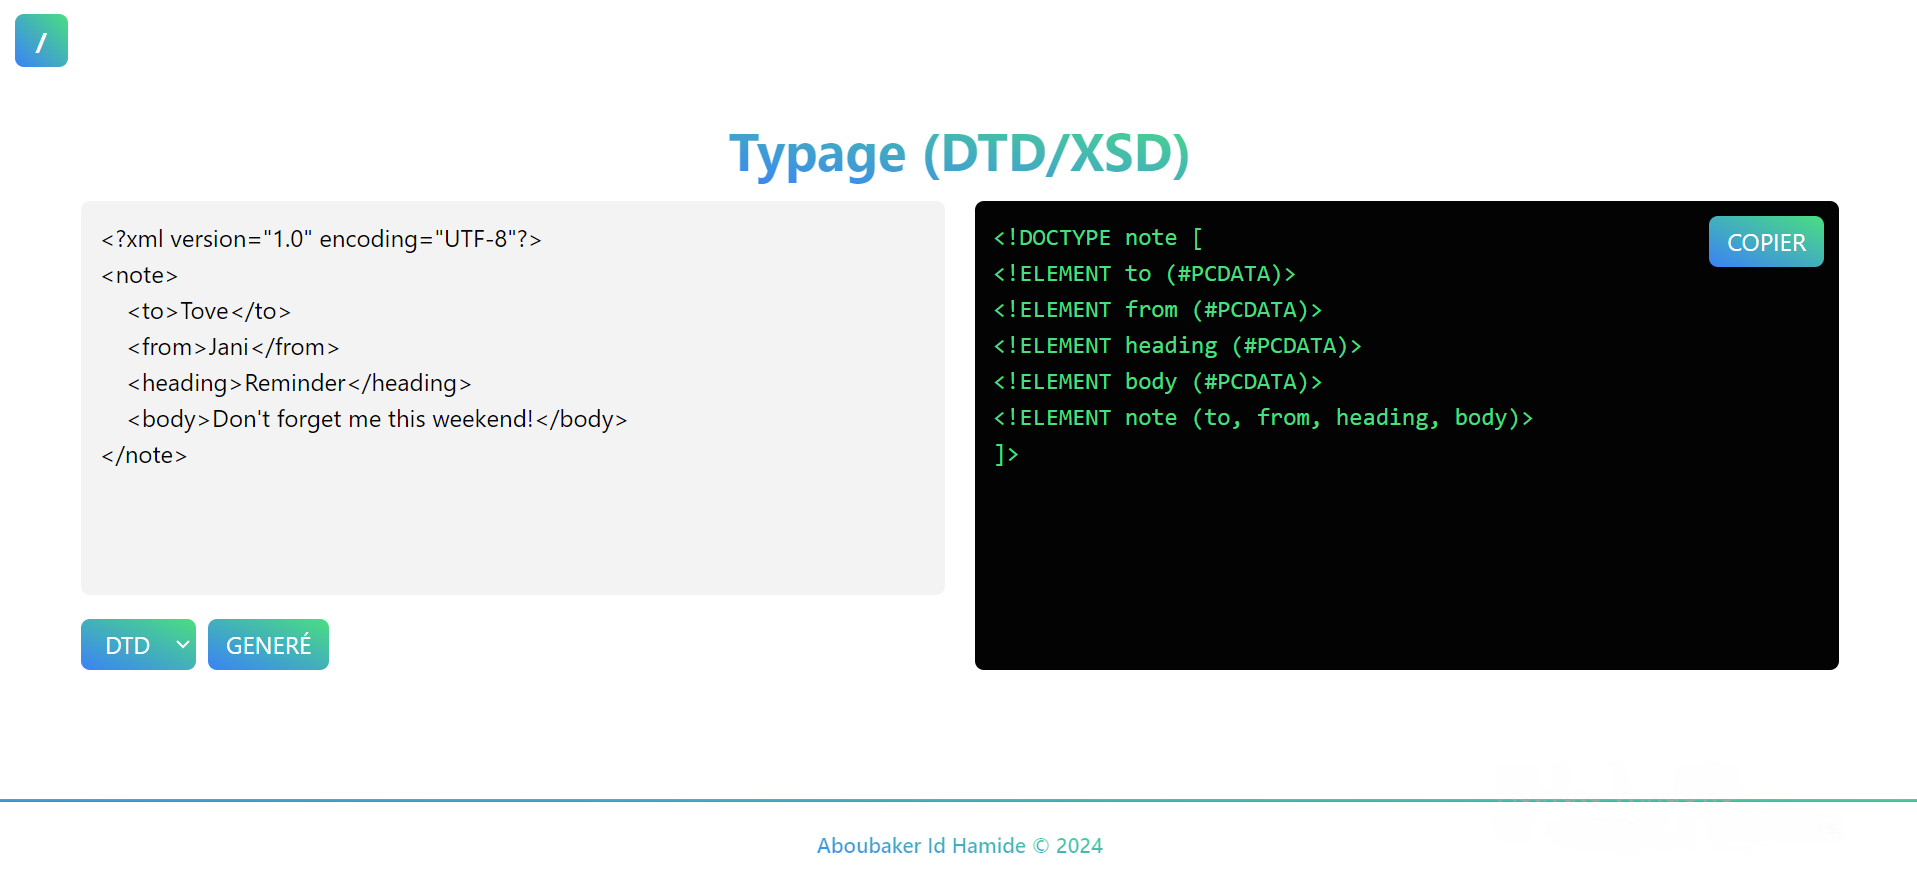 /
Typage (DTD/XSD)
<?xml version="1.0" encoding="UTF-8"?>
<note>
    <to>Tove</to>
    <from>Jani</from>
    <heading>Reminder</heading>
    <body>Don't forget me this weekend!</body>
</note>
DTD
GENERÉ
COPIER
<!DOCTYPE note [
<!ELEMENT to (#PCDATA)>
<!ELEMENT from (#PCDATA)>
<!ELEMENT heading (#PCDATA)>
<!ELEMENT body (#PCDATA)>
<!ELEMENT note (to, from, heading, body)>
]>
Aboubaker Id Hamide © 2024